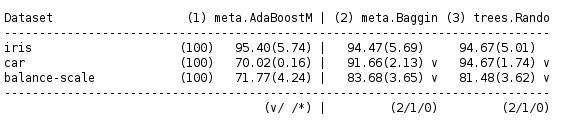 Dataset (1) meta.AdaBoostM | (2) meta.Baggin (3) trees.Rando
--------------------------------------------------------------------------
iris (100) 95.40(5.74) | 94.47(5.69) 94.67(5.01)
car (100) 70.02(0.16) | 91.66(2.13) v 94.67(1.74) v
balance-scale (100) 71.77(4.24) | 83.68(3.65) v 81.48(3.62) v
--------------------------------------------------------------------------
(v/ /*) | (2/1/0) (2/1/0)